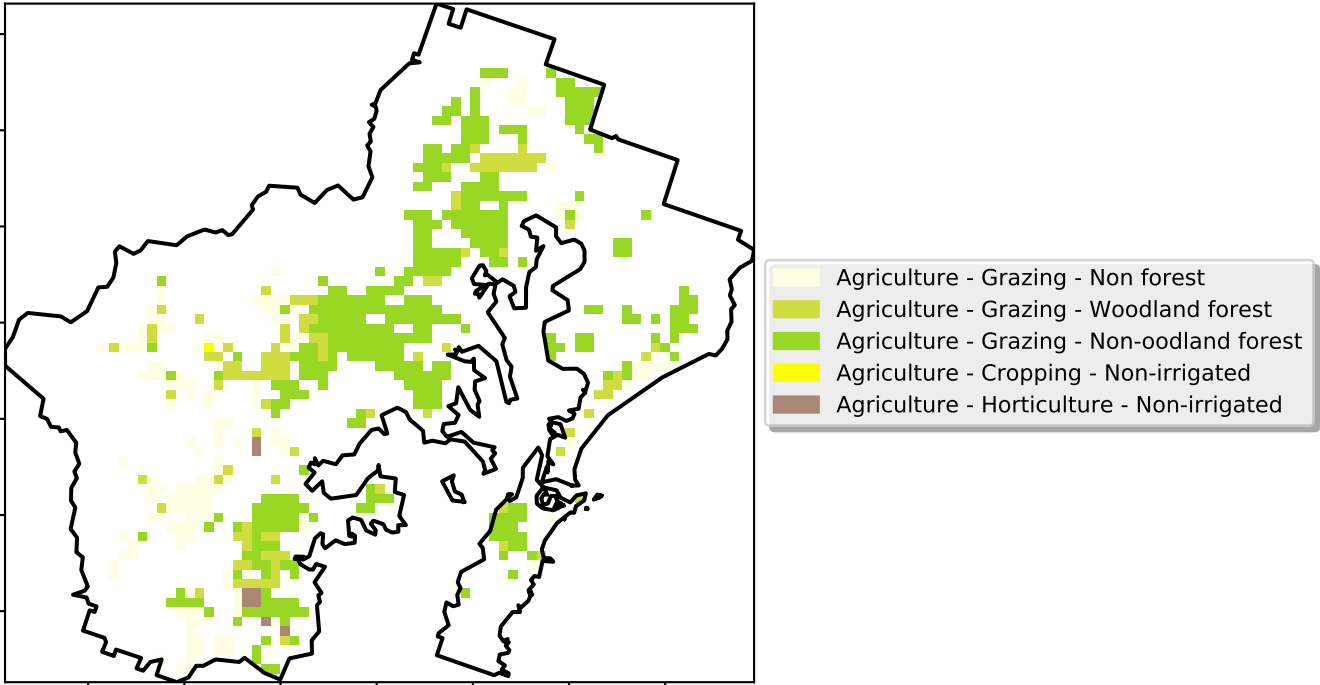 Agriculture - Grazing - Non forest
Agriculture - Grazing - Woodland forest
Agriculture - Grazing - Non-oodland forest
Agriculture - Cropping - Non-irrigated
Agriculture - Horticulture - Non-irrigated